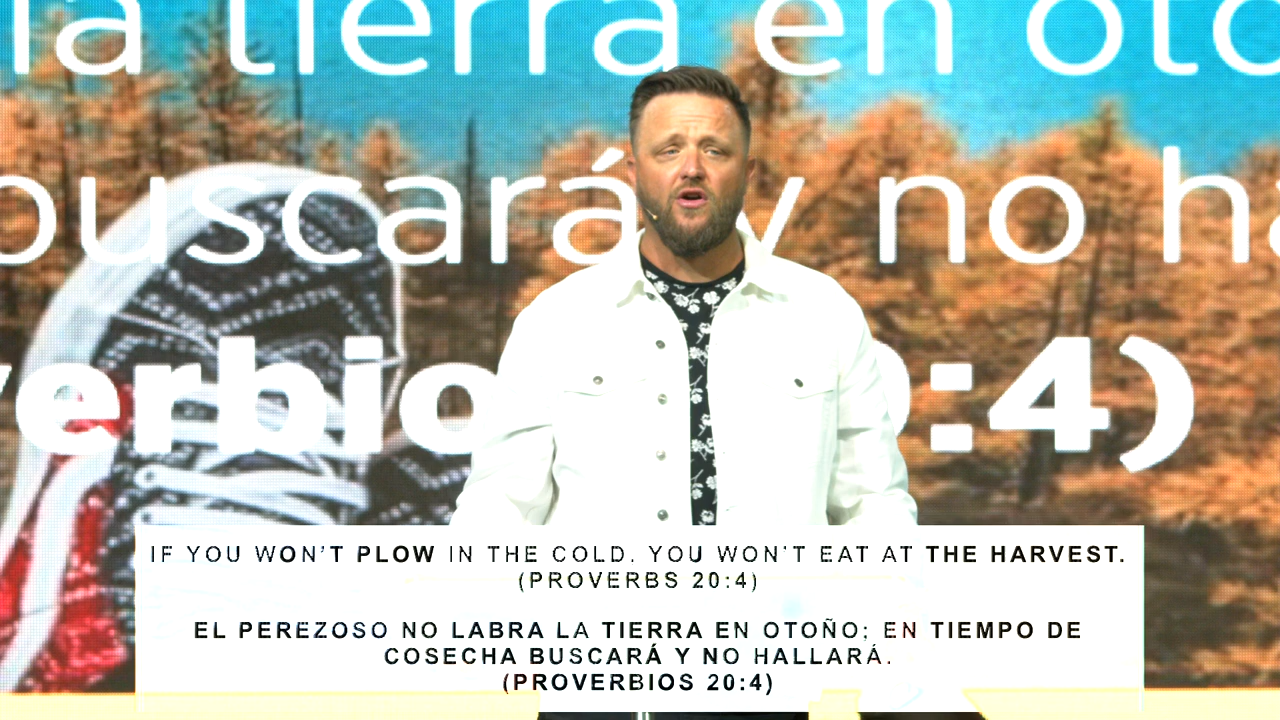 la tierra en oto
buscará y no ha
verbio :4)
IF YOU WON'T PLOW IN THE COLD, YOU WON'T EAT AT THE HARVEST.
(PROVERBS 20:4)
EL PEREZOSO NO LABRA LA TIERRA EN OTOÑO; EN TIEMPO DE
COSECHA BUSCARÁ Y NO HALLARÁ.
(PROVERBIOS 20:4)